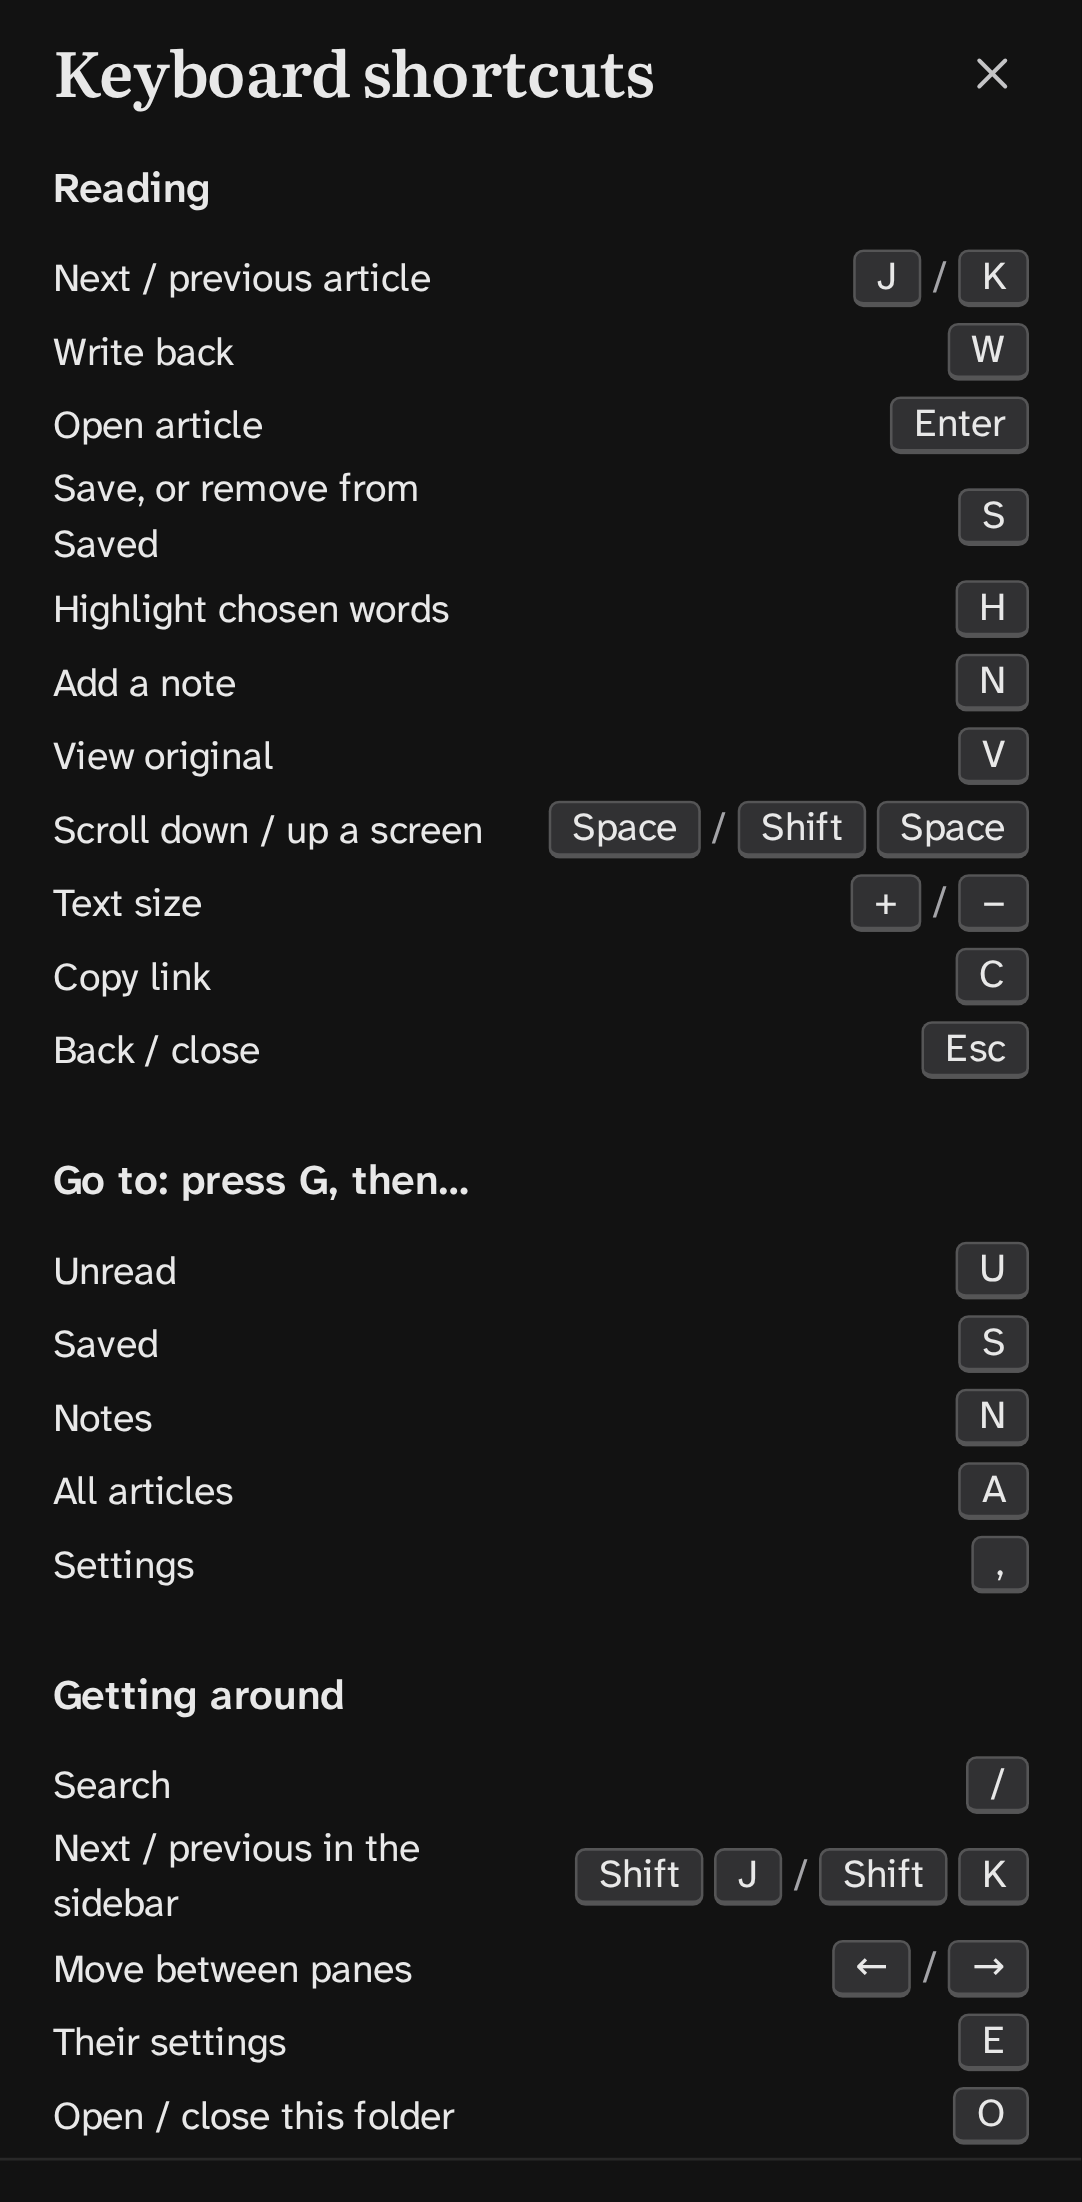 Keyboard shortcuts ×
Reading
Next / previous article J / K
Write back W
Open article Enter
Save, or remove from
Saved S
Highlight chosen words H
Add a note N
View original V
Scroll down / up a screen Space / Shift Space
Text size + / −
Copy link C
Back / close Esc
Go to: press G, then…
Unread U
Saved S
Notes N
All articles A
Settings ,
Getting around
Search /
Next / previous in the
sidebar Shift J / Shift K
Move between panes ← / →
Their settings E
Open / close this folder O